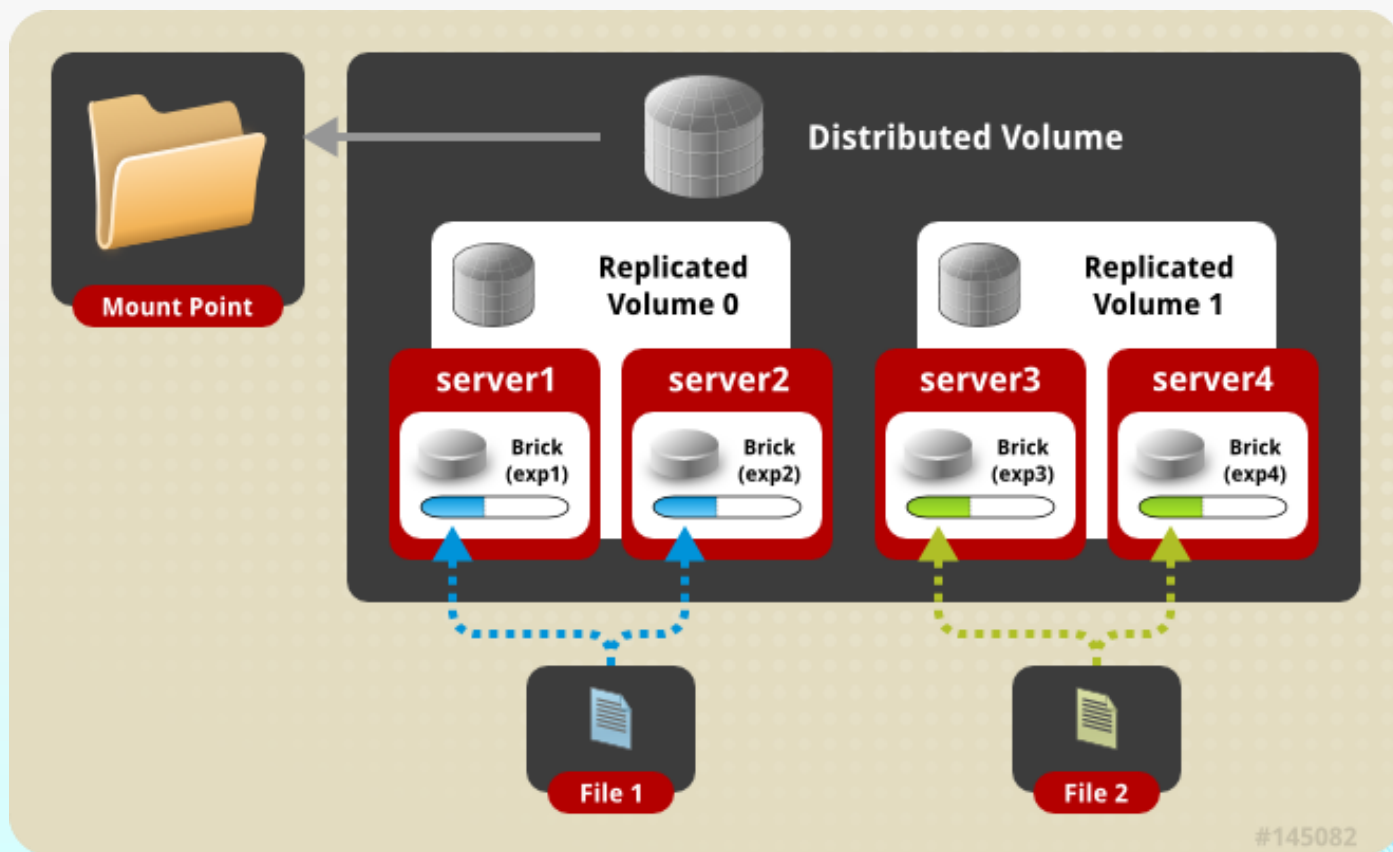 Distributed Volume
Mount Point
Replicated
Volume 0
Replicated
Volume 1
server1
Brick
(exp1)
server2
Brick
(exp2)
server3
Brick
(exp3)
server4
Brick
(exp4)
File 1
File 2
#145082